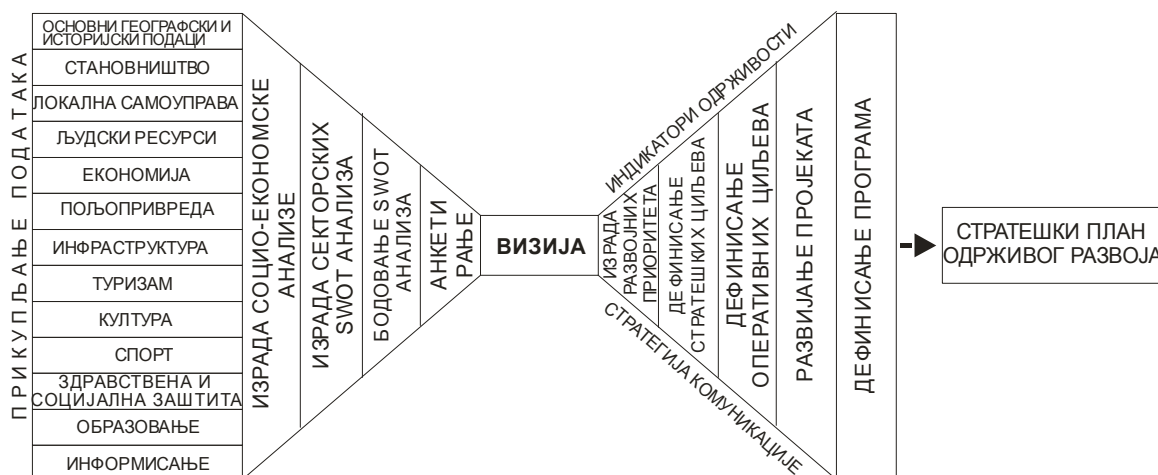 ПРИКУПЉАЊЕ ПОДАТАКА
ОСНОВНИ ГЕОГРАФСКИ И
ИСТОРИЈСКИ ПОДАЦИ
СТАНОВНИШТВО
ЛОКАЛНА САМОУПРАВА
ЉУДСКИ РЕСУРСИ
ЕКОНОМИЈА
ПОЉОПРИВРЕДА
ИНФРАСТРУКТУРА
ТУРИЗАМ
КУЛТУРА
СПОРТ
ЗДРАВСТВЕНА И
СОЦИЈАЛНА ЗАШТИТА
ОБРАЗОВАЊЕ
ИНФОРМИСАЊЕ
ИЗРАДА СОЦИО-ЕКОНОМСКЕ
АНАЛИЗЕ
ИЗРАДА СЕКТОРСКИХ
SWOT АНАЛИЗА
БОДОВАЊЕ SWOT
АНАЛИЗА
АНКЕТИ
РАЊЕ
ВИЗИЈА
ИНДИКАТОРИ ОДРЖИВОСТИ
ИЗРАДА
РАЗВОЈНИХ
ПРИОРИТЕТА
ДЕФИНИСАЊЕ
СТРАТЕШКИХ ЦИЉЕВА
ДЕФИНИСАЊЕ
ОПЕРАТИВНИХ ЦИЉЕВА
РАЗВИЈАЊЕ ПРОЈЕКАТА
СТРАТЕГИЈА КОМУНИКАЦИЈЕ
ДЕФИНИСАЊЕ ПРОГРАМА
СТРАТЕШКИ ПЛАН
ОДРЖИВОГ РАЗВОЈА